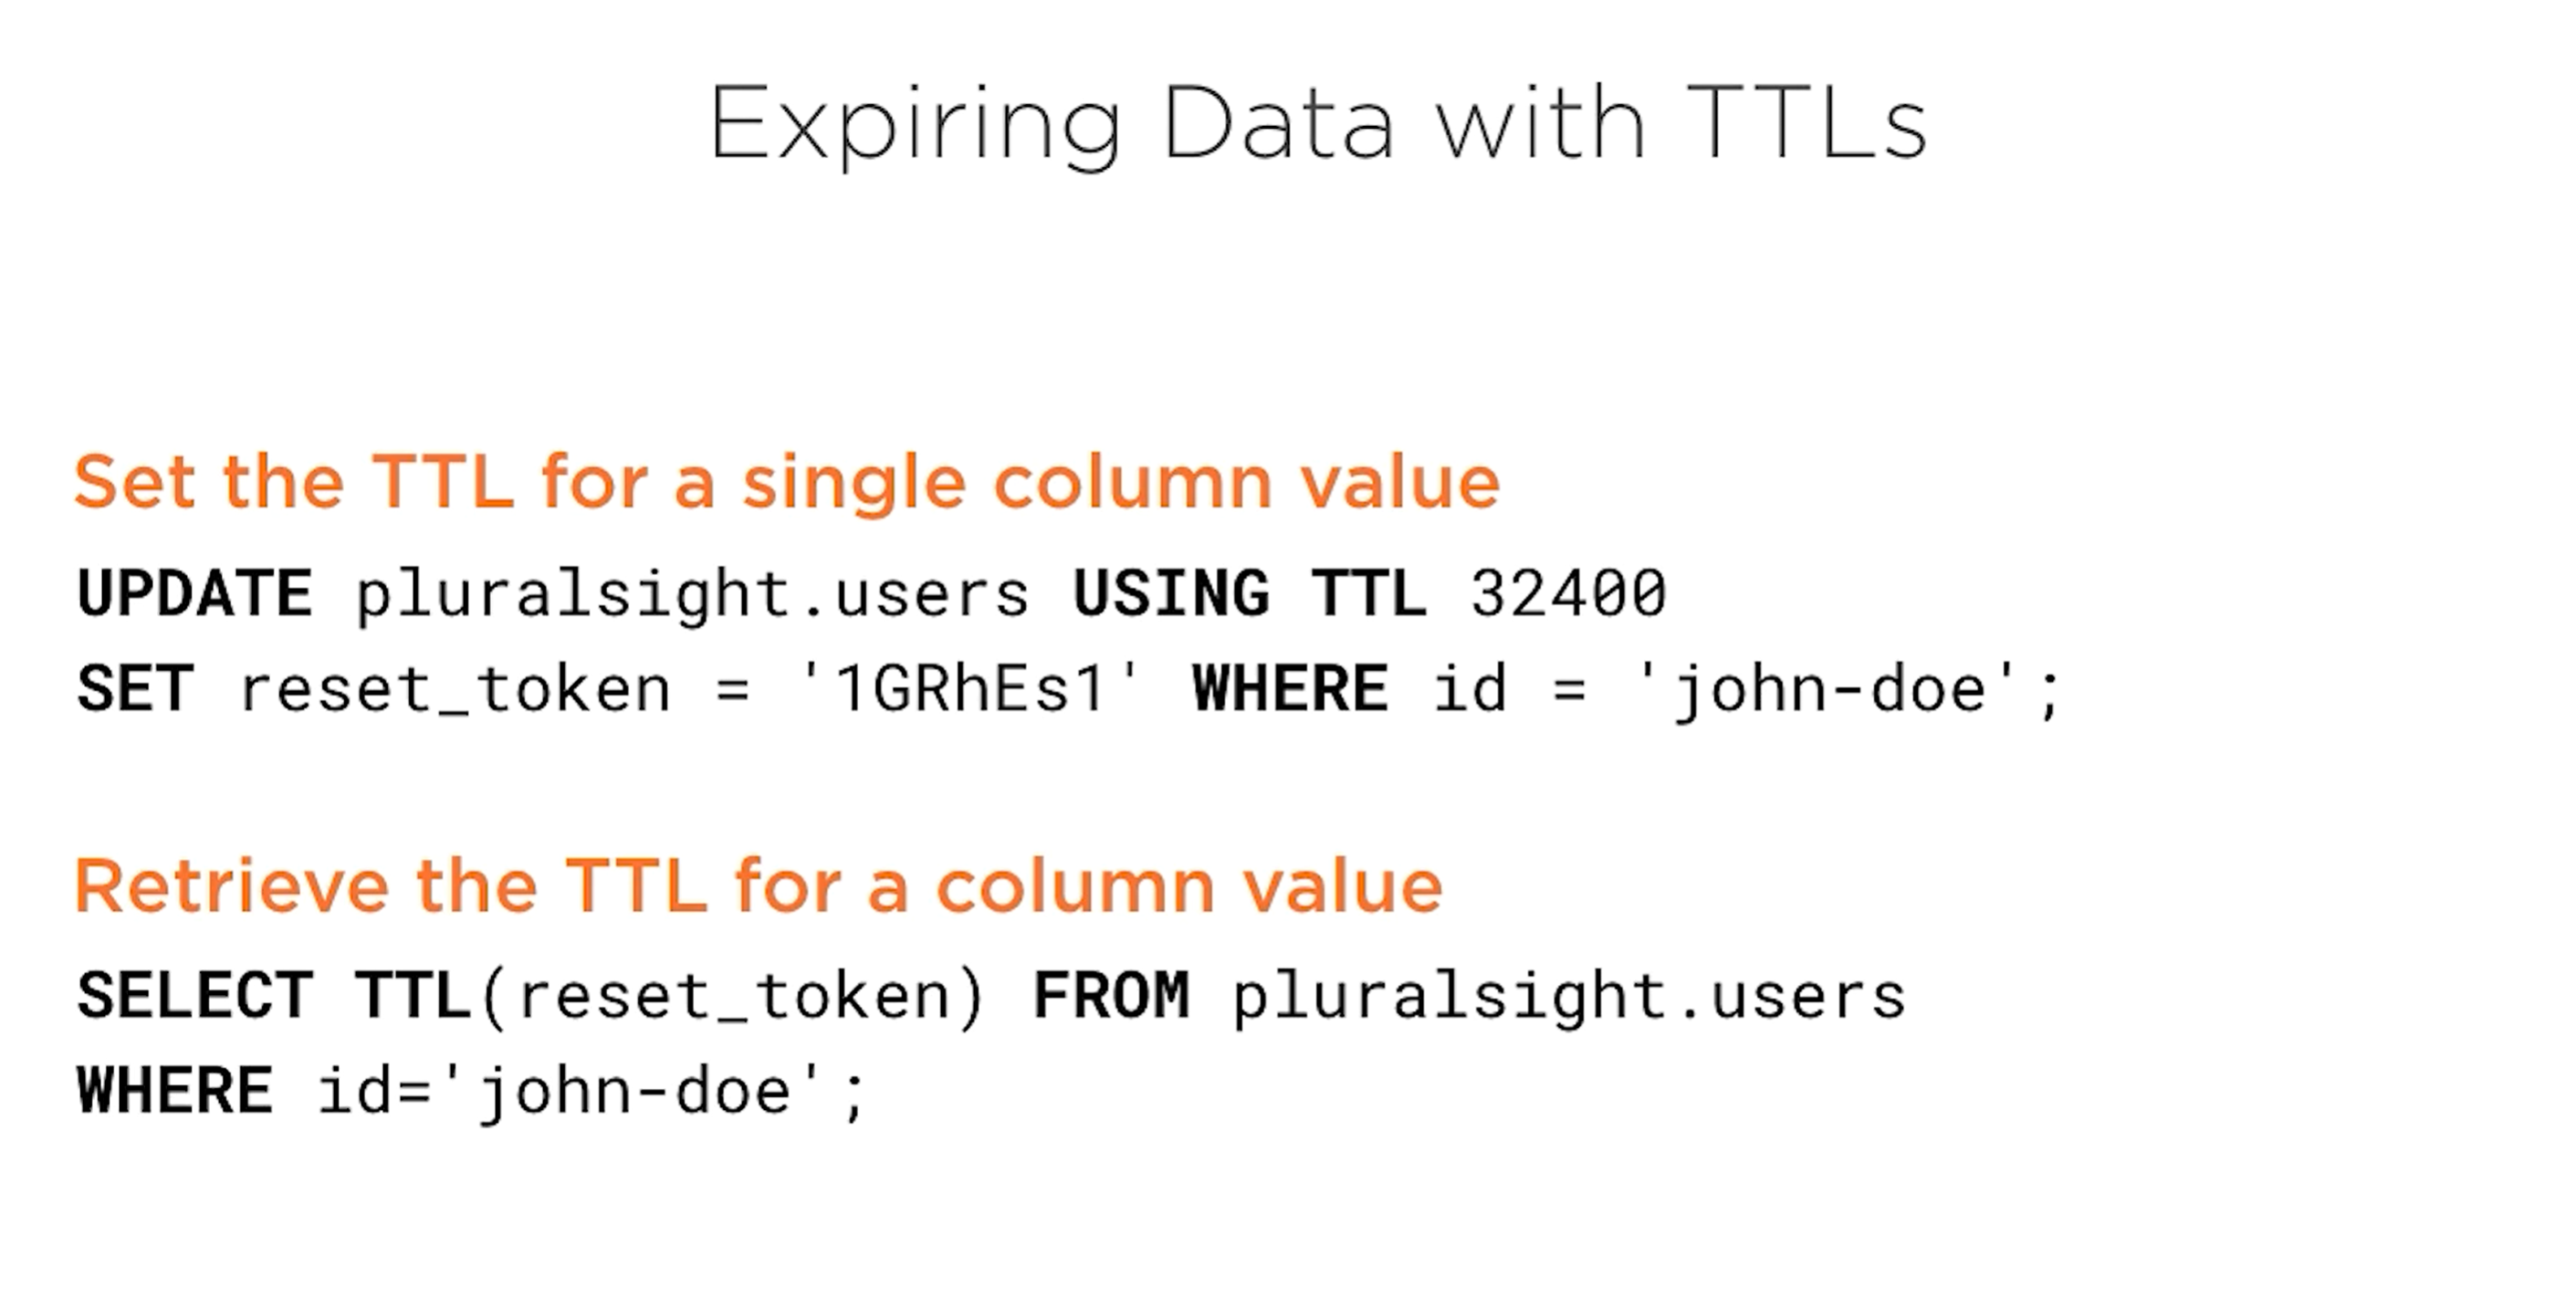 Expiring Data with TTLs
Set the TTL for a single column value
UPDATE pluralsight.users USING TTL 32400
SET reset_token = '1GRhEs1' WHERE id = 'john-doe';
Retrieve the TTL for a column value
SELECT TTL(reset_token) FROM pluralsight.users
WHERE id='john-doe';